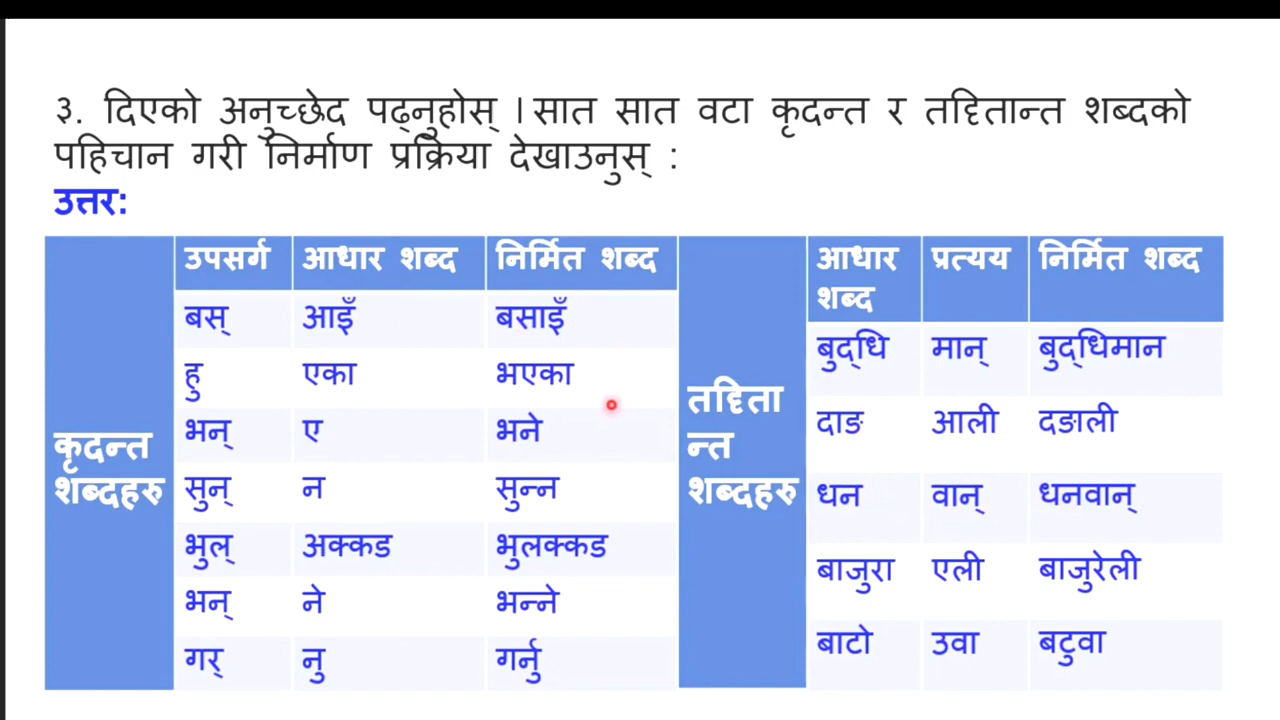 ३. दिएको अनुच्छेद पढ्नुहोस् । सात सात वटा कृदन्त र तद्दितान्त शब्दको
पहिचान गरी निर्माण प्रक्रिया देखाउनुस् :
उत्तर:
कृदन्त
शब्दहरु
उपसर्ग आधार शब्द निर्मित शब्द
बस् आइँ बसाइँ
हु एका भएका
भन् ए भने
सुन् न सुन्न
भुल् अक्कड भुलक्कड
भन् ने भन्ने
गर् नु गर्नु
तद्दिता
न्त
शब्दहरु
आधार
शब्द
प्रत्यय निर्मित शब्द
बुद्धि मान् बुद्धिमान
दाङ आली दङाली
धन वान् धनवान्
बाजुरा एली बाजुरेली
बाटो उवा बटुवा